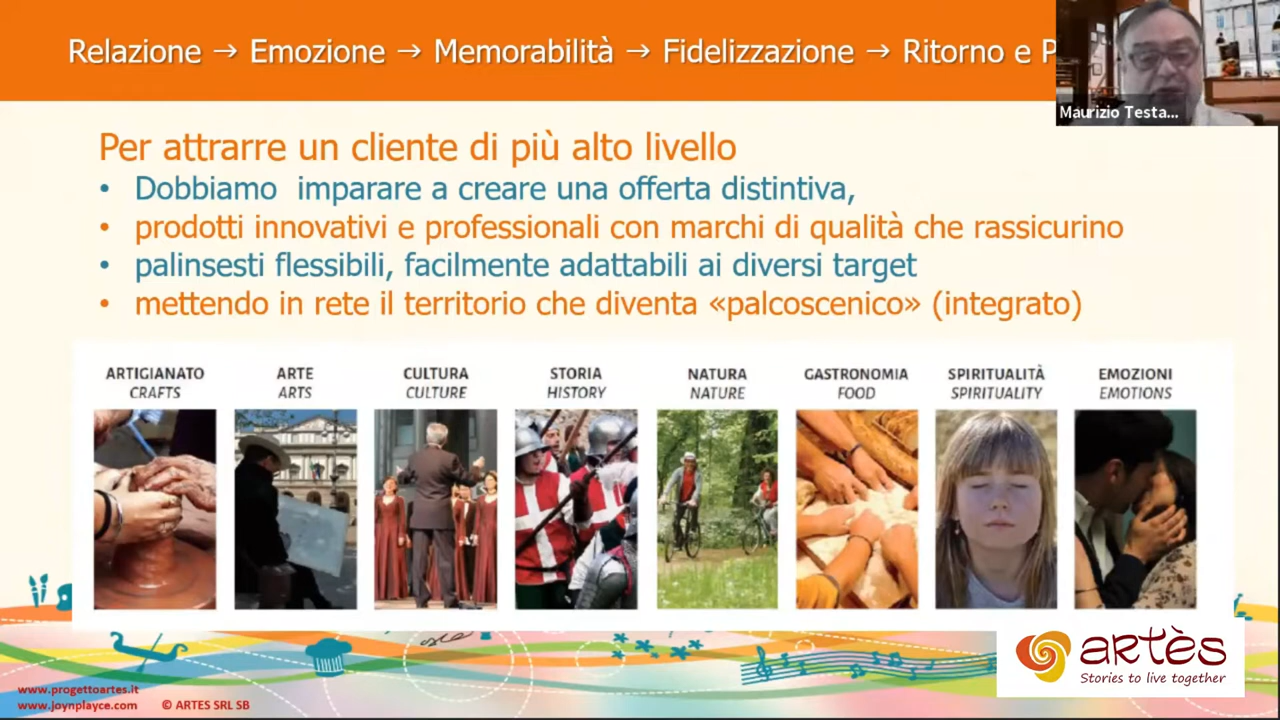 Relazione → Emozione → Memorabilità → Fidelizzazione → Ritorno e P
Maurizio Testa...
Per attrarre un cliente di più alto livello
• Dobbiamo  imparare a creare una offerta distintiva,
• prodotti innovativi e professionali con marchi di qualità che rassicurino
• palinsesti flessibili, facilmente adattabili ai diversi target
• mettendo in rete il territorio che diventa «palcoscenico» (integrato)
ARTIGIANATO ARTE CULTURA STORIA NATURA GASTRONOMIA SPIRITUALITÀ EMOZIONI
CRAFTS ARTS CULTURE HISTORY NATURE FOOD SPIRITUALITY EMOTIONS
artès
Stories to live together
www.progettoartes.it
www.joynplayce.com © ARTES SRL SB